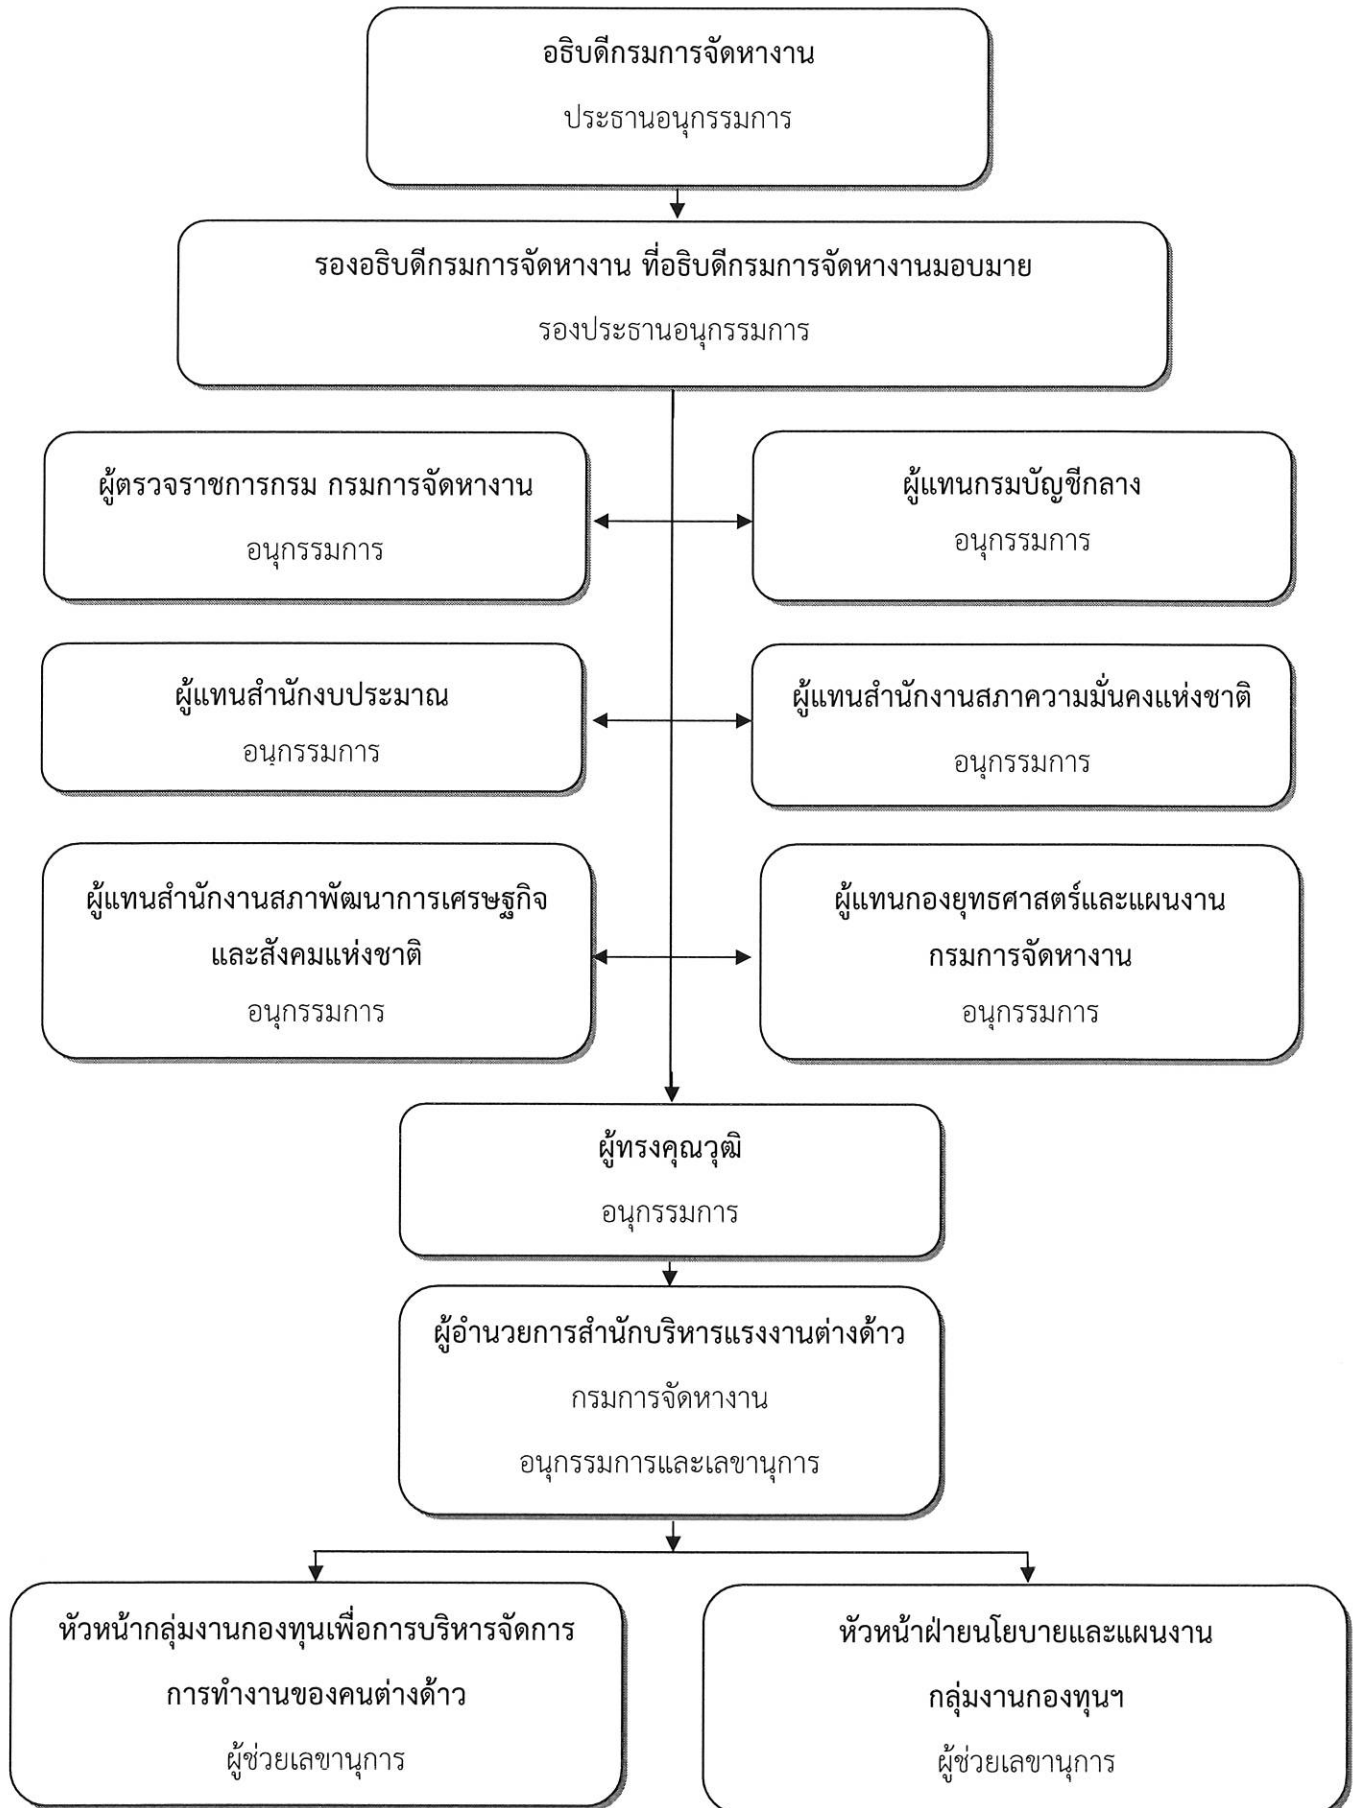 อธิบดีกรมการจัดหางาน
ประธานอนุกรรมการ
รองอธิบดีกรมการจัดหางาน ที่อธิบดีกรมการจัดหางานมอบมาย
รองประธานอนุกรรมการ
ผู้ตรวจราชการกรม กรมการจัดหางาน
อนุกรรมการ
ผู้แทนกรมบัญชีกลาง
อนุกรรมการ
ผู้แทนสำนักงบประมาณ
อนุกรรมการ
ผู้แทนสำนักงานสภาความมั่นคงแห่งชาติ
อนุกรรมการ
ผู้แทนสำนักงานสภาพัฒนาการเศรษฐกิจ
และสังคมแห่งชาติ
อนุกรรมการ
ผู้แทนกองยุทธศาสตร์และแผนงาน
กรมการจัดหางาน
อนุกรรมการ
ผู้ทรงคุณวุฒิ
อนุกรรมการ
ผู้อำนวยการสำนักบริหารแรงงานต่างด้าว
กรมการจัดหางาน
อนุกรรมการและเลขานุการ
หัวหน้ากลุ่มงานกองทุนเพื่อการบริหารจัดการ
การทำงานของคนต่างด้าว
ผู้ช่วยเลขานุการ
หัวหน้าฝ่ายนโยบายและแผนงาน
กลุ่มงานกองทุนฯ
ผู้ช่วยเลขานุการ